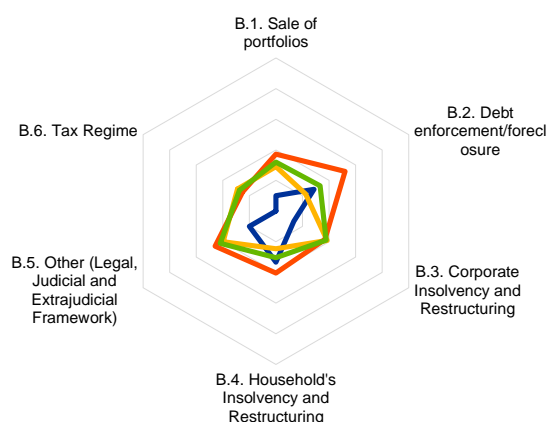 B.1. Sale of
portfolios
B.2. Debt
enforcement/forecl
osure
B.3. Corporate
Insolvency and
Restructuring
B.4. Household's
Insolvency and
Restructuring
B.5. Other (Legal,
Judicial and
Extrajudicial
Framework)
B.6. Tax Regime